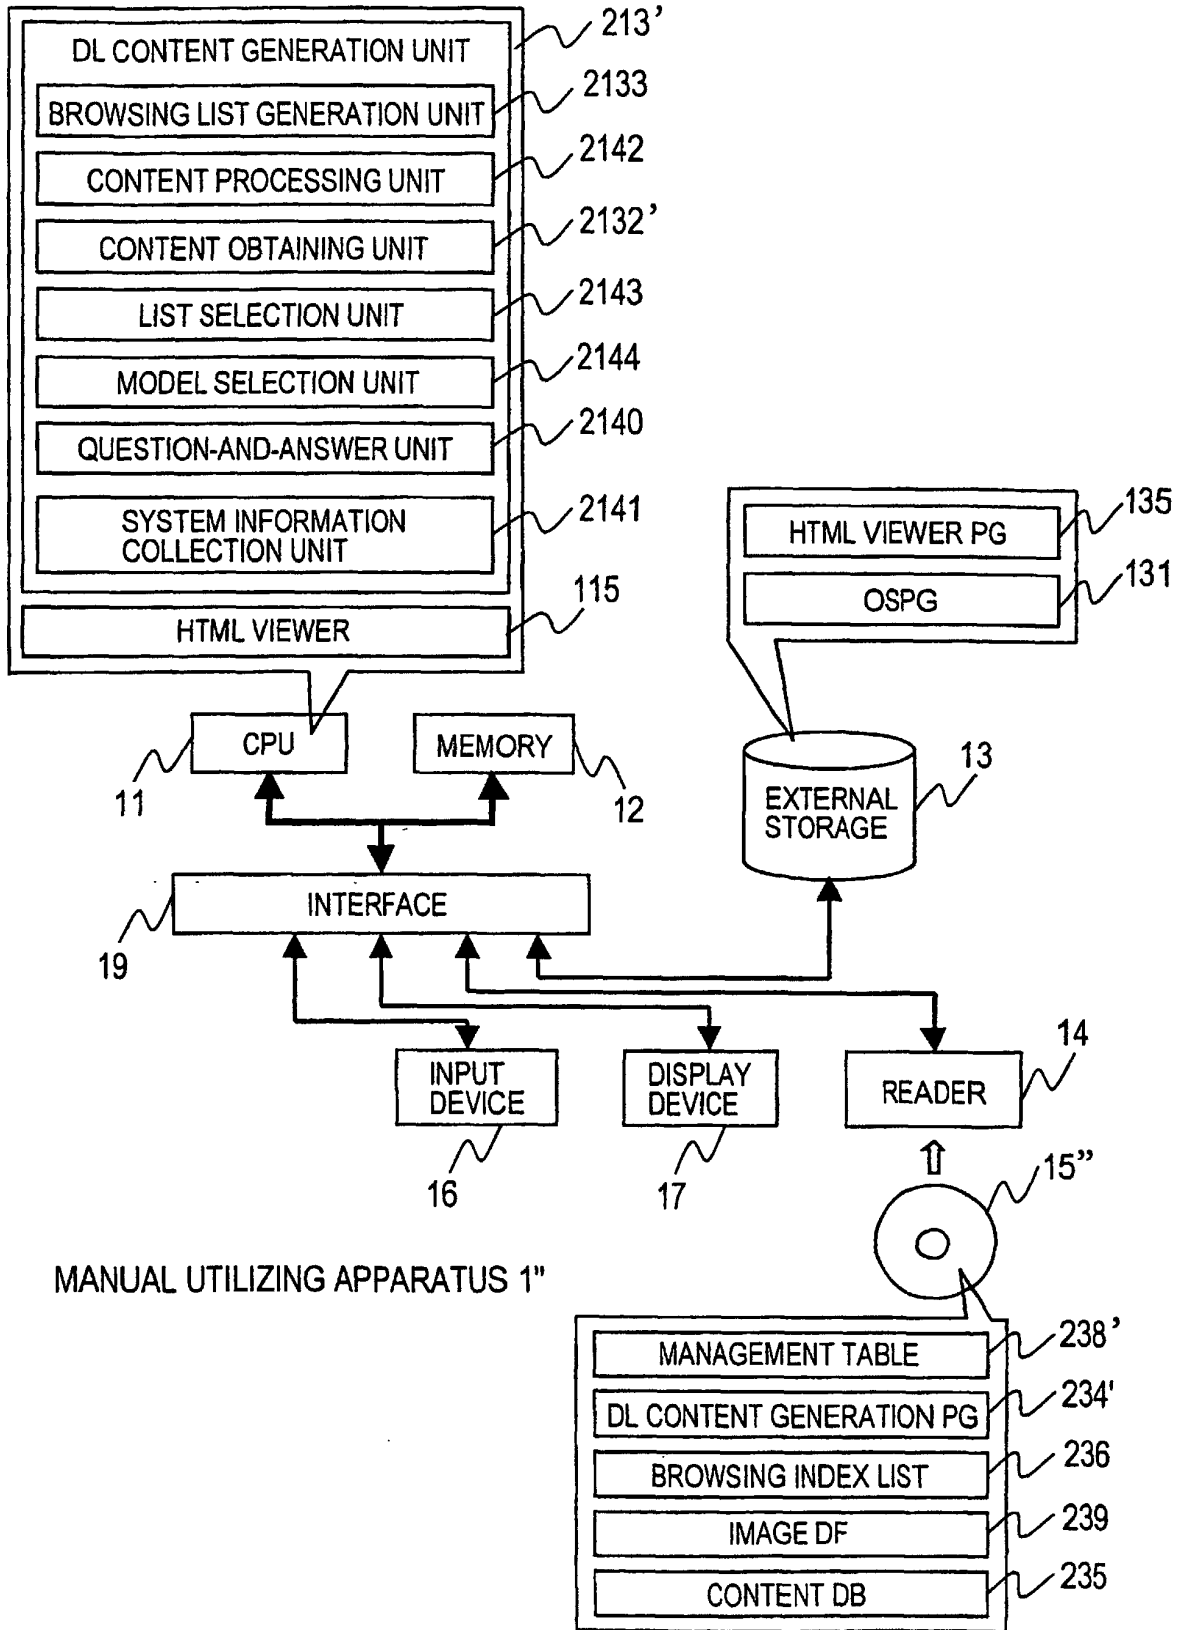 213’
DL CONTENT GENERATION UNIT
2133
BROWSING LIST GENERATION UNIT
2142
CONTENT PROCESSING UNIT
2132’
CONTENT OBTAINING UNIT
2143
LIST SELECTION UNIT
2144
MODEL SELECTION UNIT
2140
QUESTION-AND-ANSWER UNIT
2141
SYSTEM INFORMATION
COLLECTION UNIT
115
HTML VIEWER
135
HTML VIEWER PG
131
OSPG
CPU
11
MEMORY
12
13
EXTERNAL
STORAGE
INTERFACE
19
INPUT
DEVICE
16
DISPLAY
DEVICE
17
14
READER
15”
MANUAL UTILIZING APPARATUS 1"
238’
MANAGEMENT TABLE
234'
DL CONTENT GENERATION PG
236
BROWSING INDEX LIST
239
IMAGE DF
235
CONTENT DB